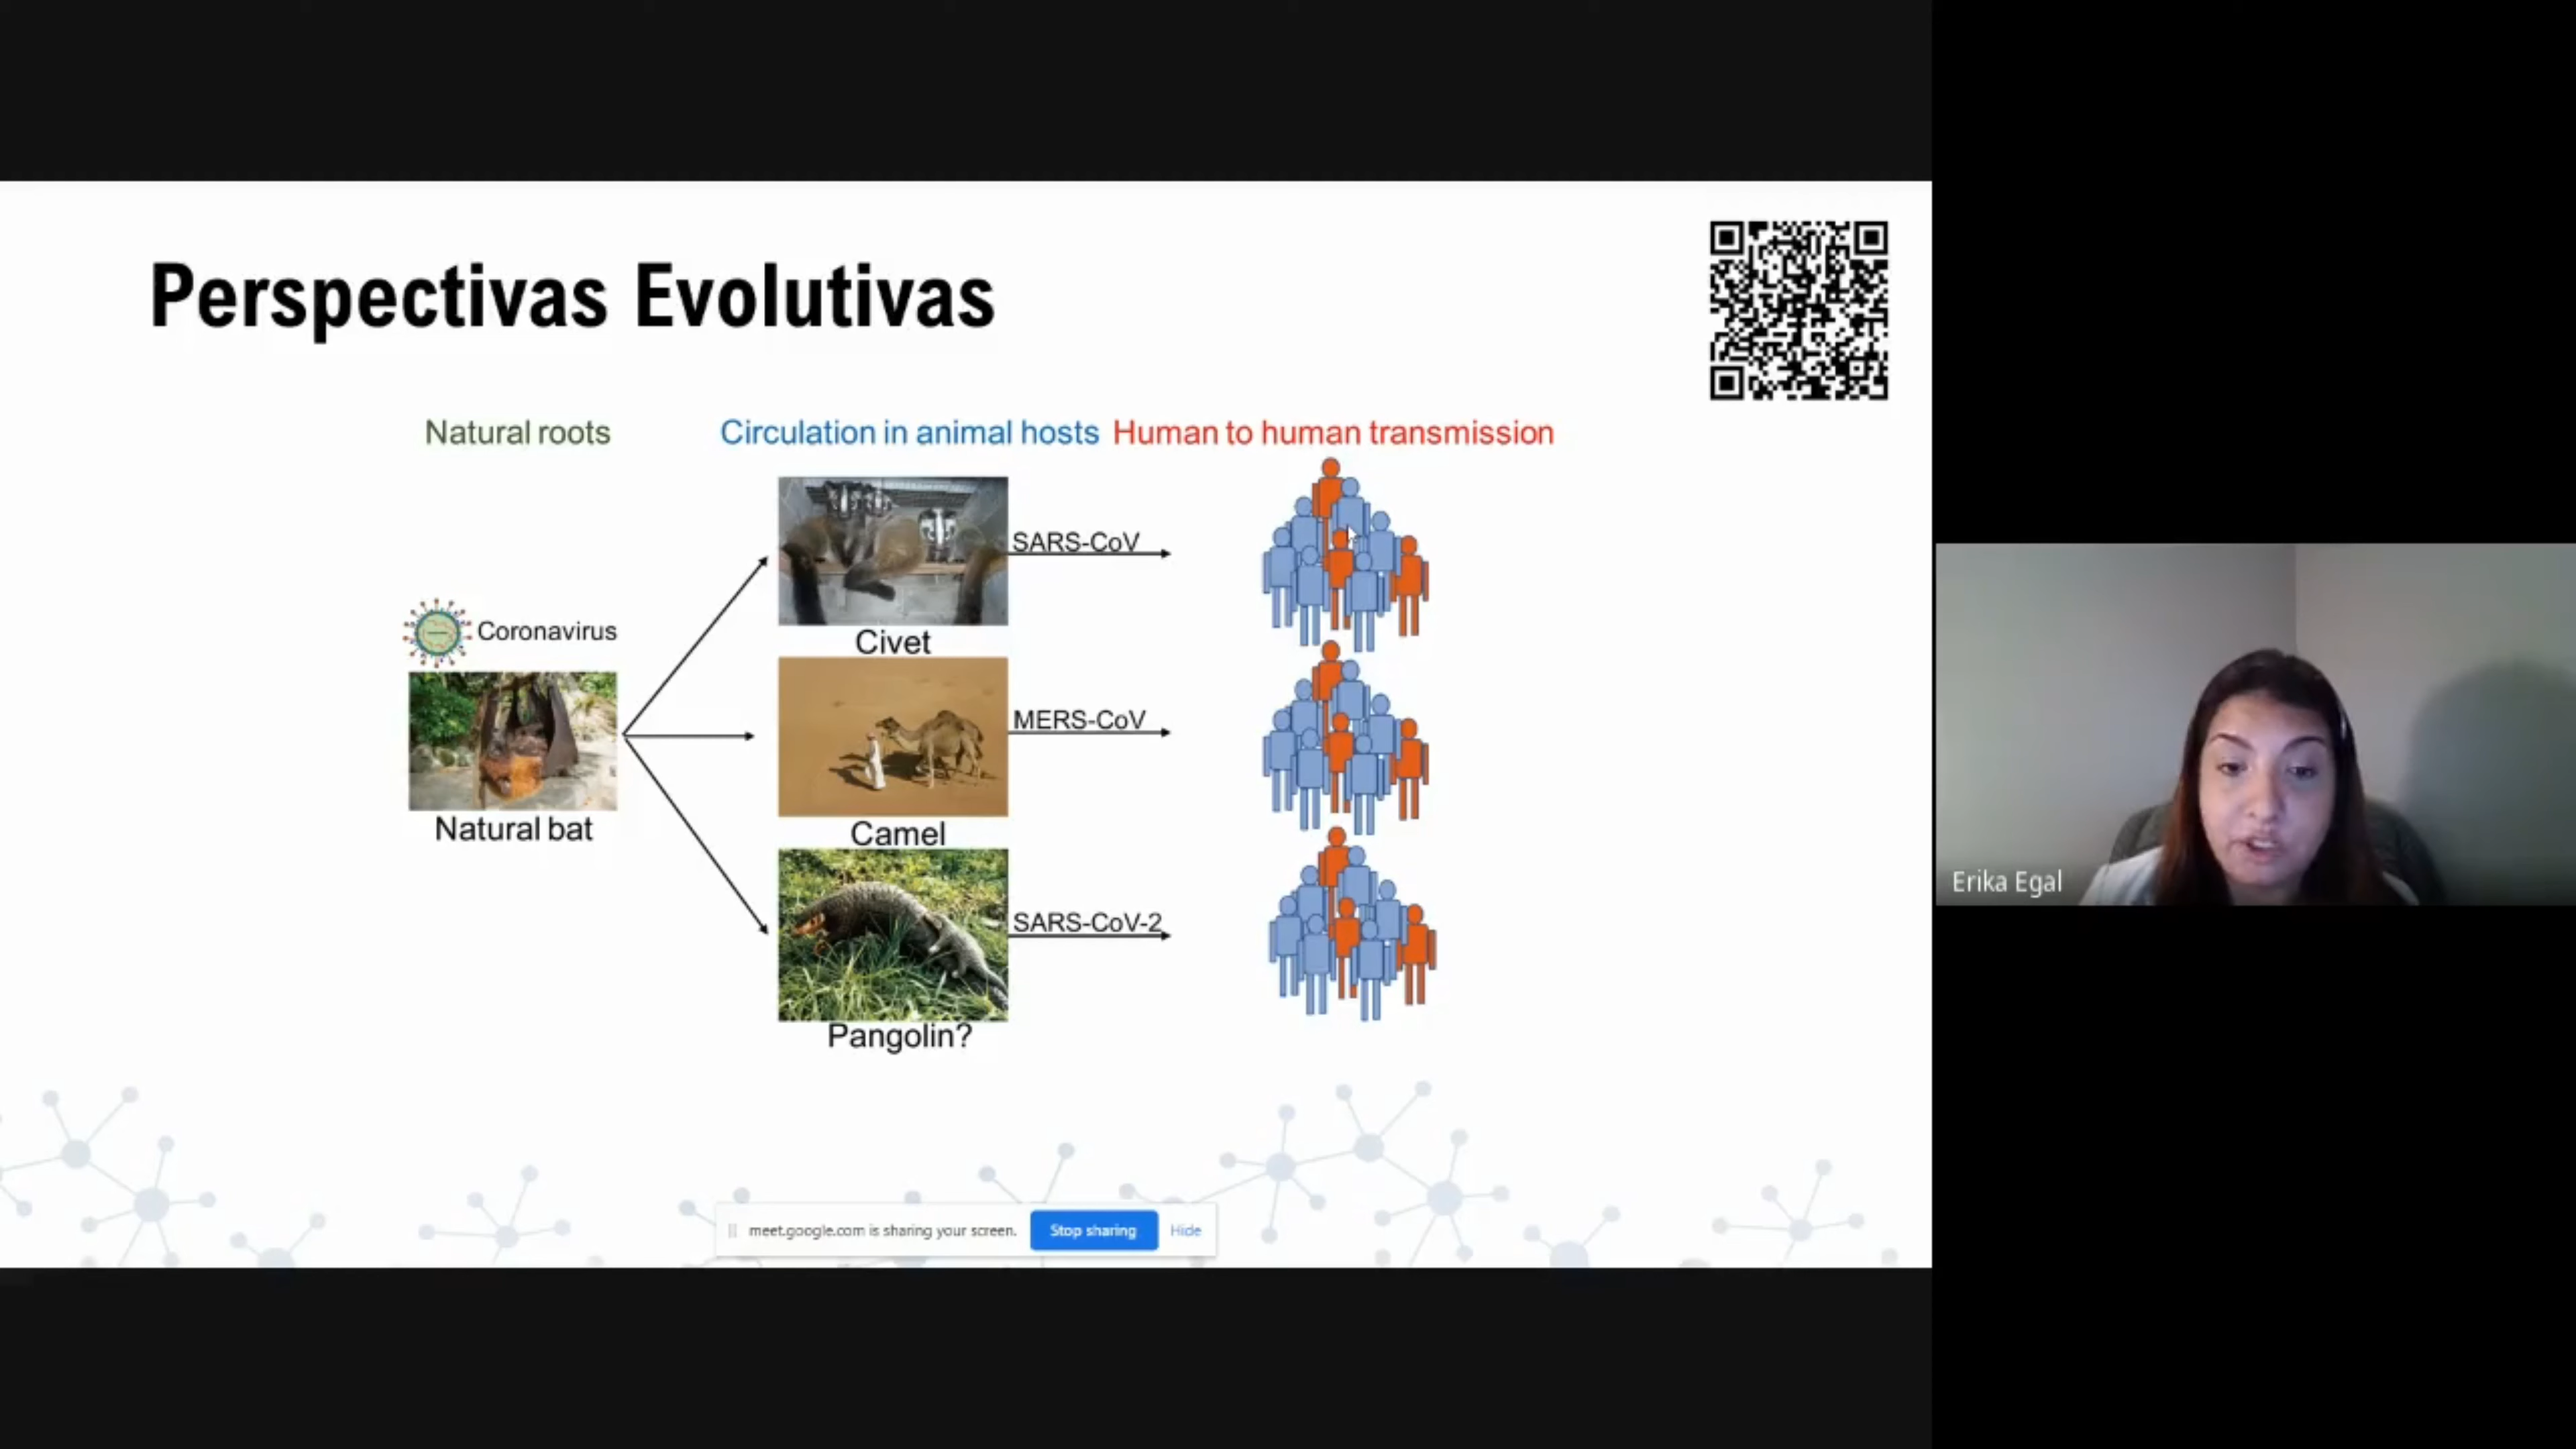 Perspectivas Evolutivas
Natural roots
Circulation in animal hosts
Human to human transmission
SARS-CoV
Coronavirus
Civet
MERS-CoV
Natural bat
Camel
SARS-CoV-2
Pangolin?
Erika Egal
meet.google.com is sharing your screen.
Stop sharing
Hide